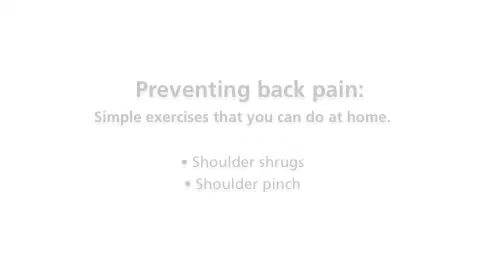 Preventing back pain:
Simple exercises that you can do at home.
• Shoulder shrugs
• Shoulder pinch